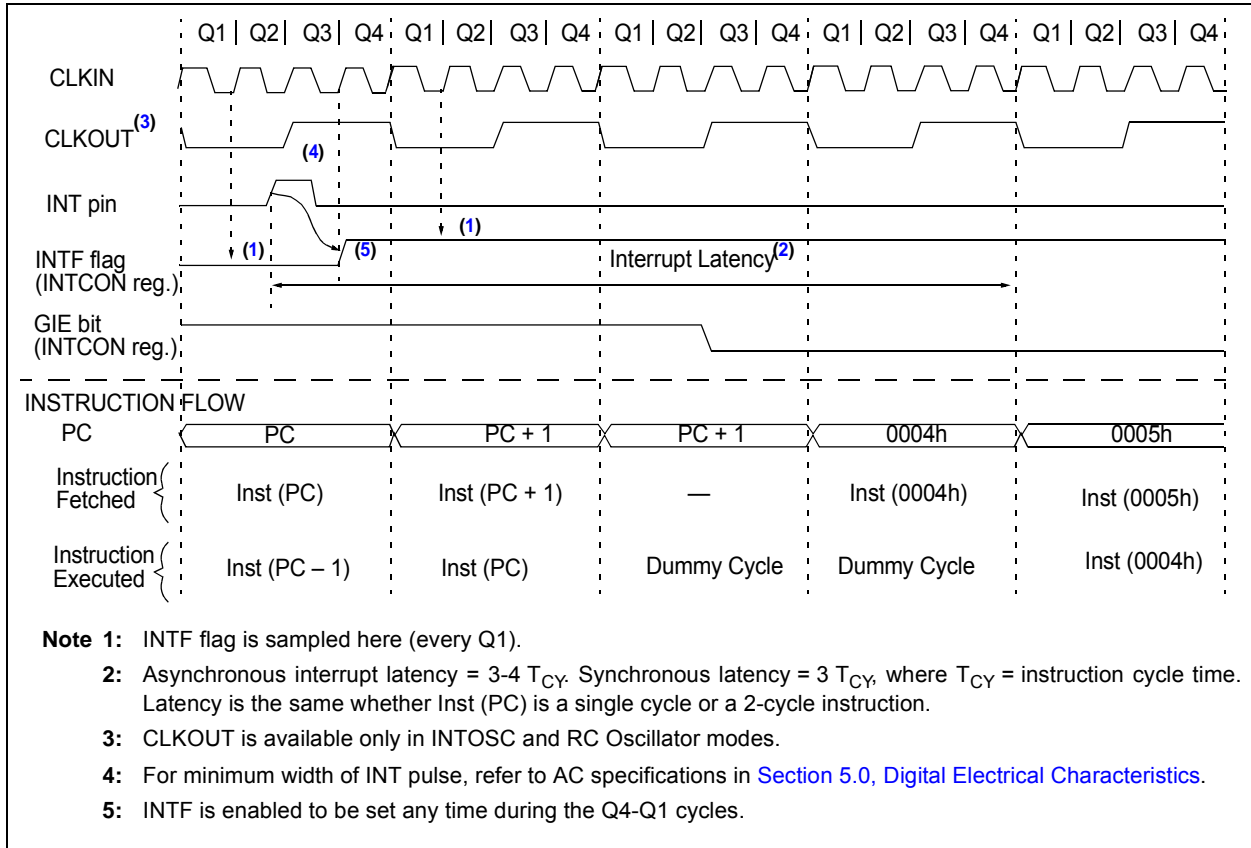 Q1 | Q2 | Q3 | Q4 Q1 | Q2 | Q3 | Q4 Q1 | Q2 | Q3 | Q4 Q1 | Q2 | Q3 | Q4 Q1 | Q2 | Q3 | Q4
CLKIN
CLKOUT(3)
(4)
INT pin
(1)
(1) (5)
INTF flag
(INTCON reg.)
Interrupt Latency(2)
GIE bit
(INTCON reg.)
INSTRUCTION FLOW
PC PC PC + 1 PC + 1 0004h 0005h
Instruction
Fetched
Inst (PC) Inst (PC + 1) — Inst (0004h) Inst (0005h)
Instruction
Executed
Inst (PC – 1) Inst (PC) Dummy Cycle Dummy Cycle Inst (0004h)
Note 1: INTF flag is sampled here (every Q1).
2: Asynchronous interrupt latency = 3-4 TCY. Synchronous latency = 3 TCY, where TCY = instruction cycle time.
Latency is the same whether Inst (PC) is a single cycle or a 2-cycle instruction.
3: CLKOUT is available only in INTOSC and RC Oscillator modes.
4: For minimum width of INT pulse, refer to AC specifications in Section 5.0, Digital Electrical Characteristics.
5: INTF is enabled to be set any time during the Q4-Q1 cycles.